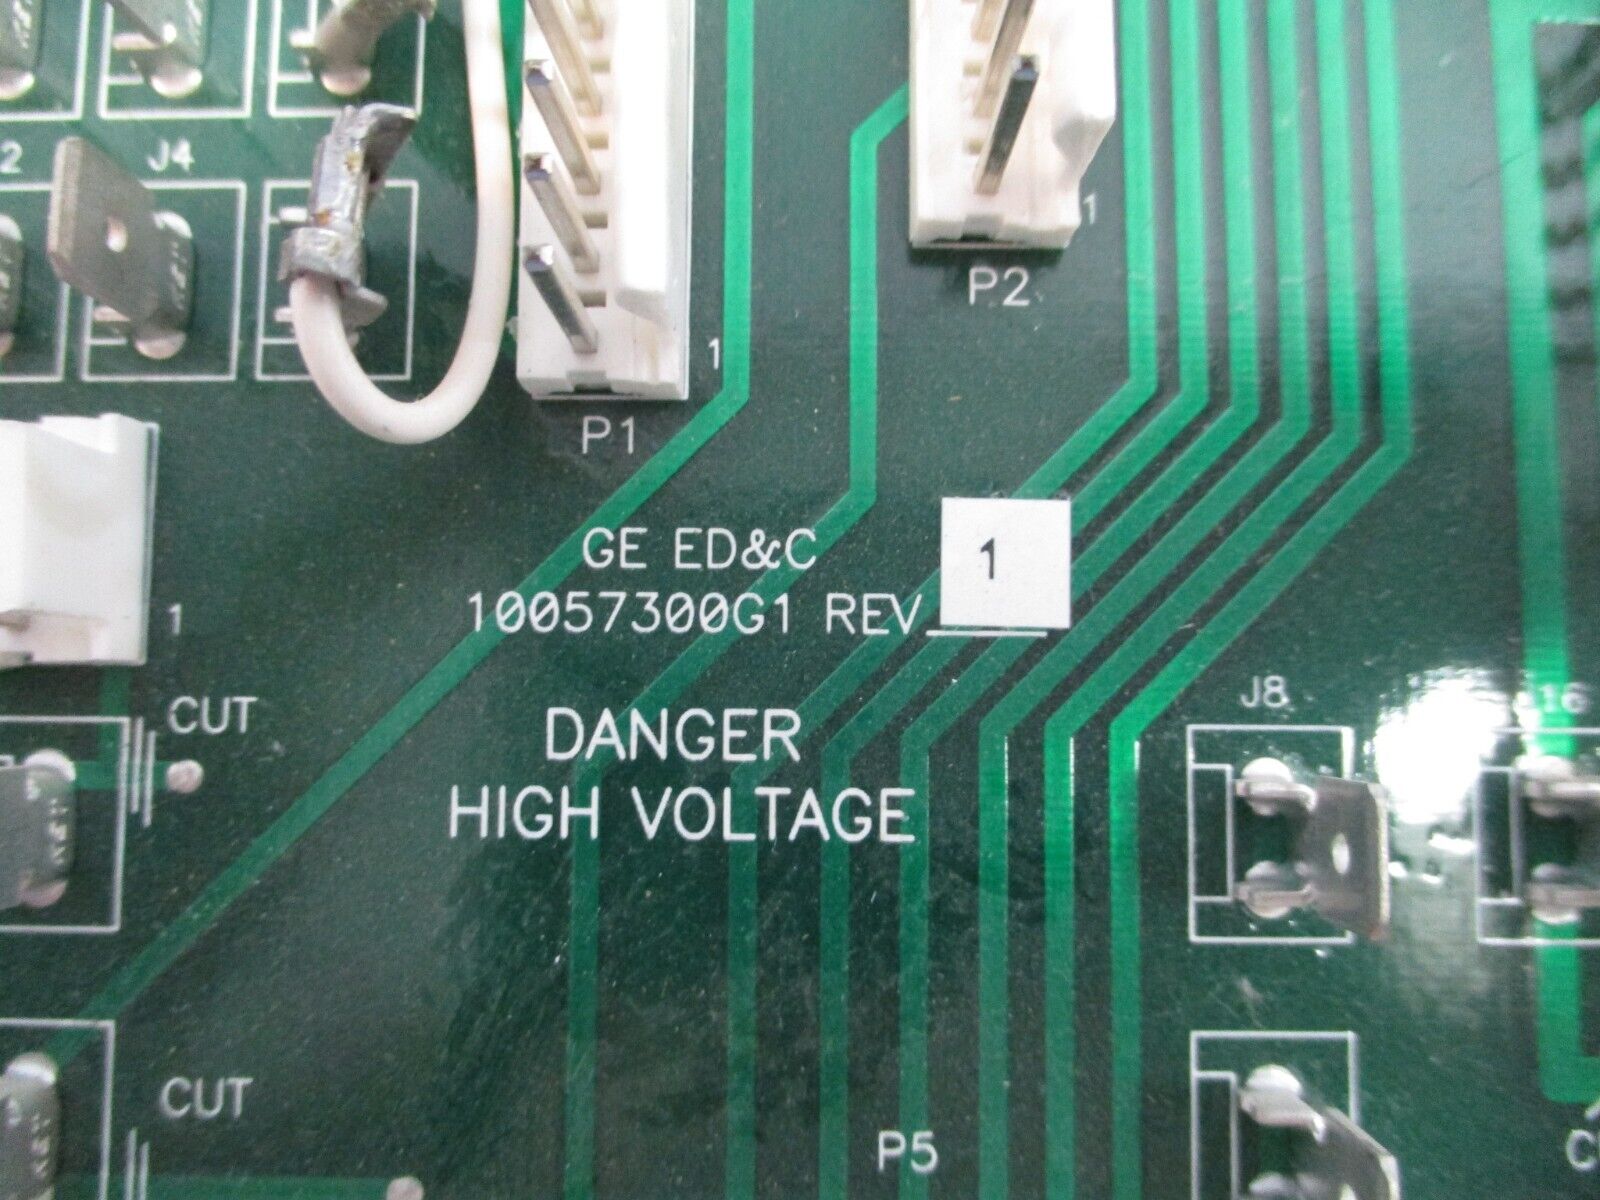 J4
1
P2
1
P1
GE ED&C
1
10057300G1 REV
1
CUT
J8
DANGER
HIGH VOLTAGE
CUT
P5